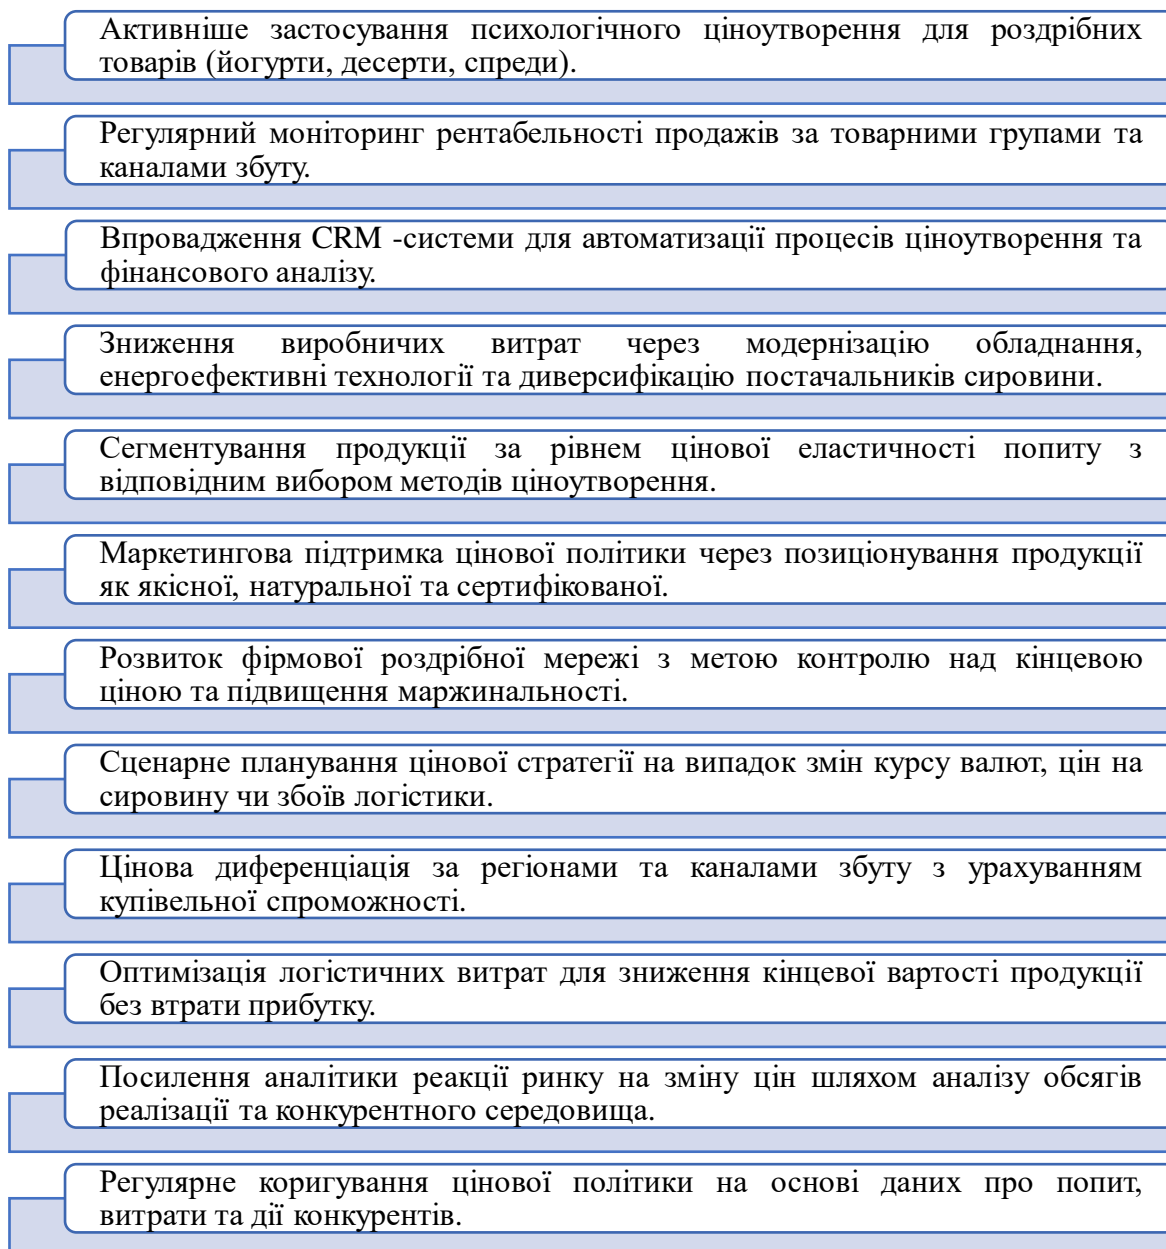 Активніше застосування психологічного ціноутворення для роздрібних
товарів (йогурти, десерти, спреди).
Регулярний моніторинг рентабельності продажів за товарними групами та
каналами збуту.
Впровадження CRM -системи для автоматизації процесів ціноутворення та
фінансового аналізу.
Зниження виробничих витрат через модернізацію обладнання,
енергоефективні технології та диверсифікацію постачальників сировини.
Сегментування продукції за рівнем цінової еластичності попиту з
відповідним вибором методів ціноутворення.
Маркетингова підтримка цінової політики через позиціонування продукції
як якісної, натуральної та сертифікованої.
Розвиток фірмової роздрібної мережі з метою контролю над кінцевою
ціною та підвищення маржинальності.
Сценарне планування цінової стратегії на випадок змін курсу валют, цін на
сировину чи збоїв логістики.
Цінова диференціація за регіонами та каналами збуту з урахуванням
купівельної спроможності.
Оптимізація логістичних витрат для зниження кінцевої вартості продукції
без втрати прибутку.
Посилення аналітики реакції ринку на зміну цін шляхом аналізу обсягів
реалізації та конкурентного середовища.
Регулярне коригування цінової політики на основі даних про попит,
витрати та дії конкурентів.